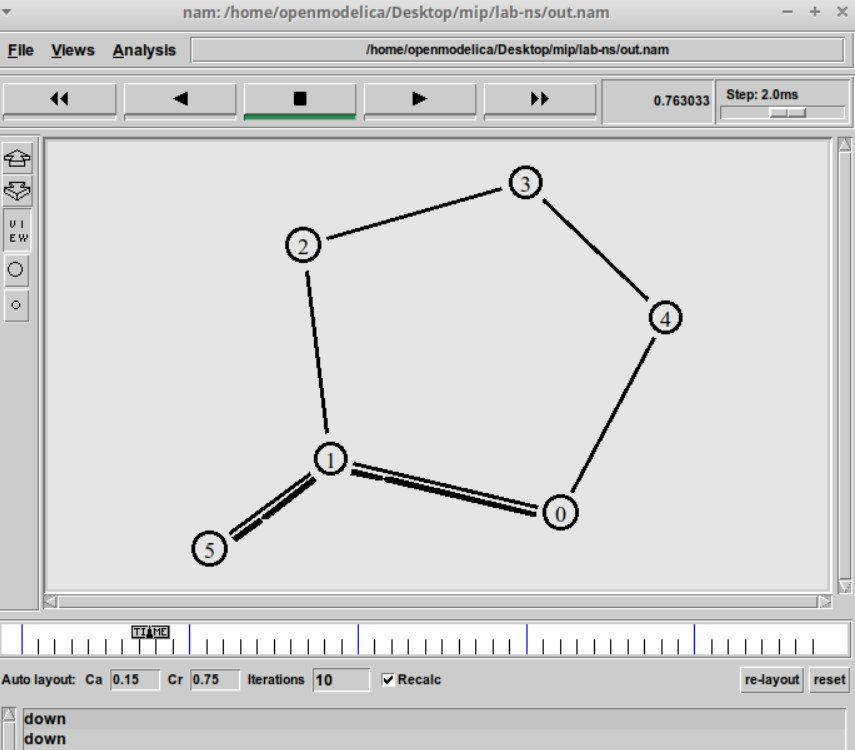 nam: /home/openmodelica/Desktop/mip/lab-ns/out.nam
File Views Analysis /home/openmodelica/Desktop/mip/lab-ns/out.nam
0.763033 Step: 2.0ms
VI
EW
3
2
4
1
0
5
TIME
Auto layout: Ca 0.15 Cr 0.75 Iterations 10 Recalc re-layout reset
down
down